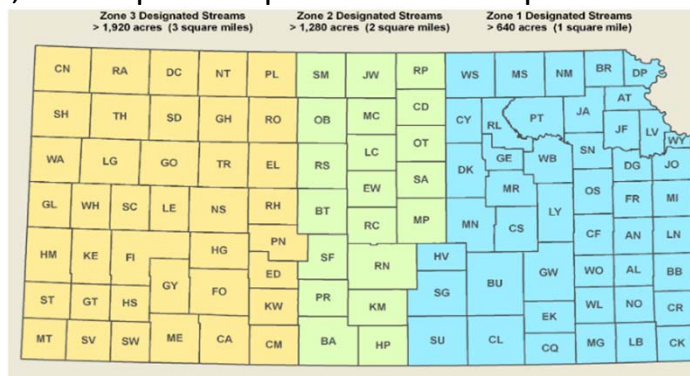 Zone 3 Designated Streams
> 1,920 acres (3 square miles)
Zone 2 Designated Streams
> 1,280 acres (2 square miles)
Zone 1 Designated Streams
> 640 acres (1 square mile)
CN RA DC NT PL SM JW RP WS MS NM BR DP
SH TH SD GH RO OB MC CD CY RL PT JA AT
JF LV WY
WA LG GO TR EL RS LC OT DK GE WB SN DG JO
EW SA MR OS FR MI
GL WH SC LE NS RH BT RC MP MN CS LY
CF AN LN
HM KE FI HG PN SF RN HV
GY ED SG BU GW WO AL BB
ST GT HS FO KW PR KM EK WL NO CR
MT SV SW ME CA CM BA HP SU CL CQ MG LB CK